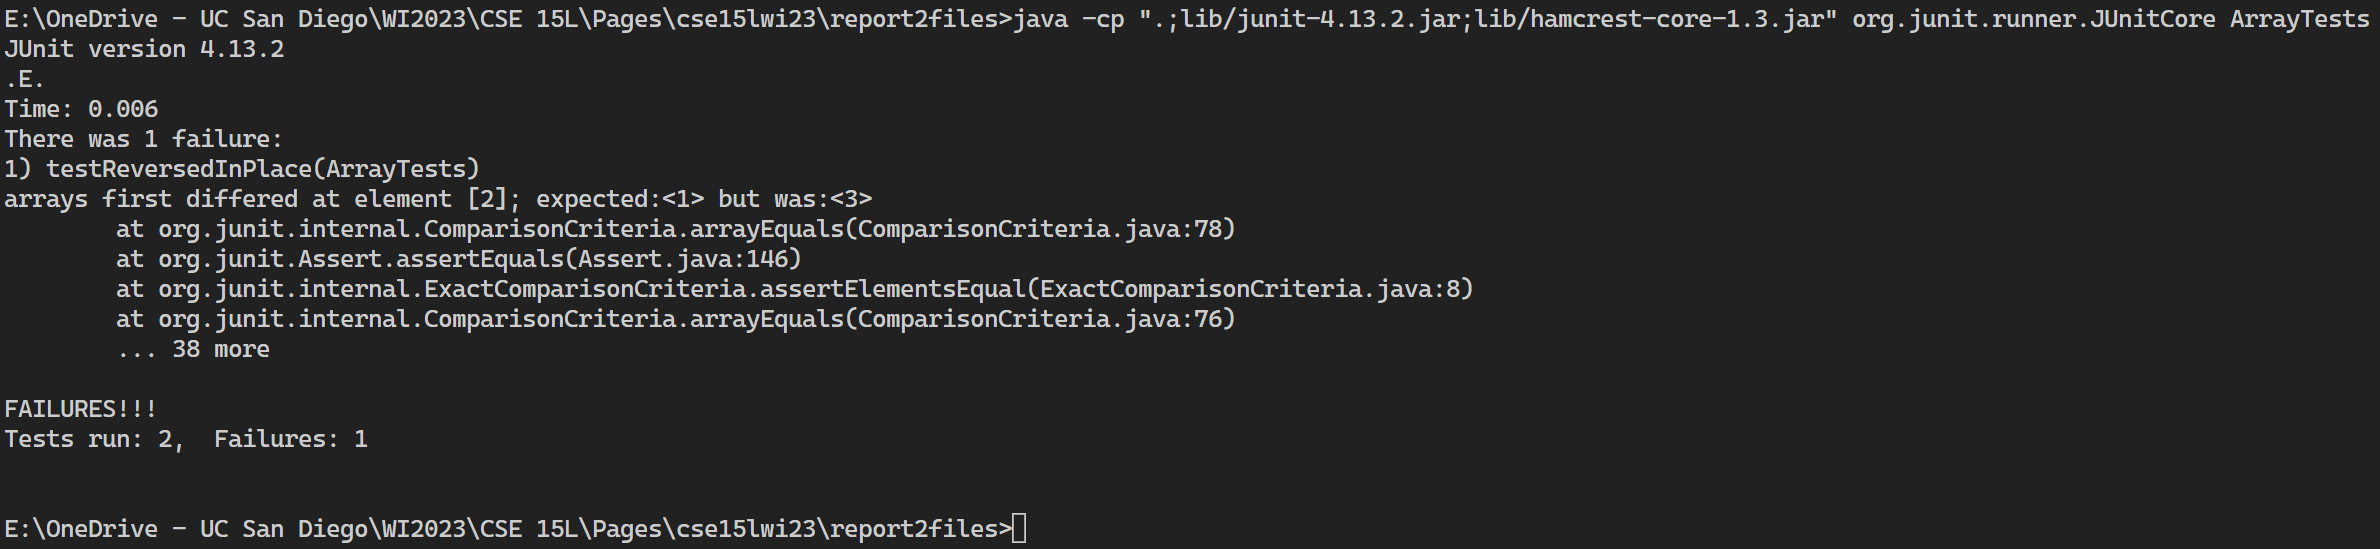 E:\OneDrive - UC San Diego\WI2023\CSE 15L\Pages\cse15lwi23\report2files>java -cp ".;lib/junit-4.13.2.jar;lib/hamcrest-core-1.3.jar" org.junit.runner.JUnitCore ArrayTests
JUnit version 4.13.2
.E.
Time: 0.006
There was 1 failure:
1) testReversedInPlace(ArrayTests)
arrays first differed at element [2]; expected:<1> but was:<3>
        at org.junit.internal.ComparisonCriteria.arrayEquals(ComparisonCriteria.java:78)
        at org.junit.Assert.assertEquals(Assert.java:146)
        at org.junit.internal.ExactComparisonCriteria.assertElementsEqual(ExactComparisonCriteria.java:8)
        at org.junit.internal.ComparisonCriteria.arrayEquals(ComparisonCriteria.java:76)
        ... 38 more
FAILURES!!!
Tests run: 2,  Failures: 1
E:\OneDrive - UC San Diego\WI2023\CSE 15L\Pages\cse15lwi23\report2files>